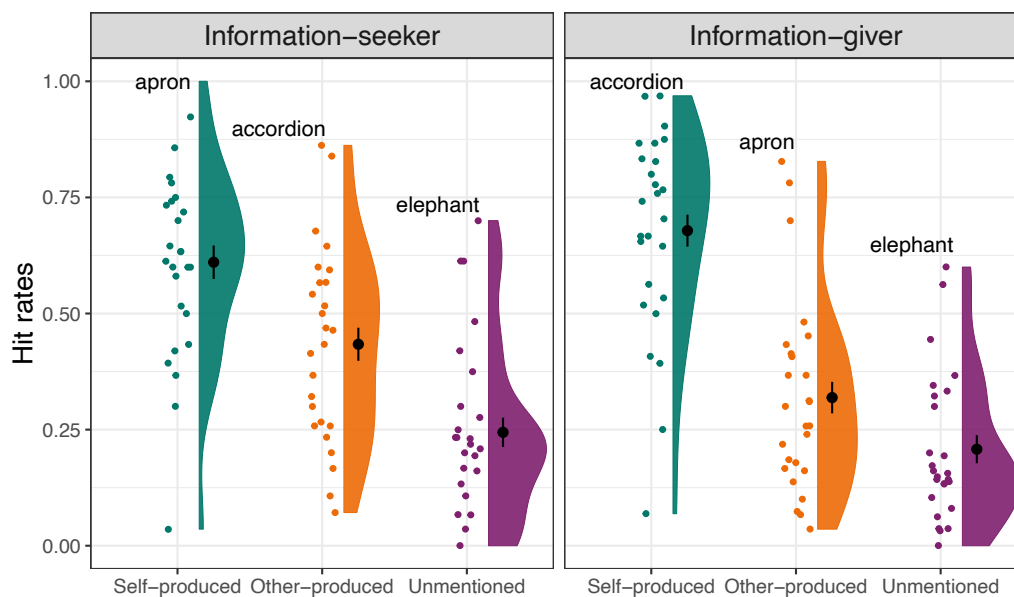 Information−seeker
Information−giver
Hit rates
1.00
0.75
0.50
0.25
0.00
apron
accordion
elephant
accordion
apron
elephant
Self−produced Other−produced Unmentioned
Self−produced Other−produced Unmentioned